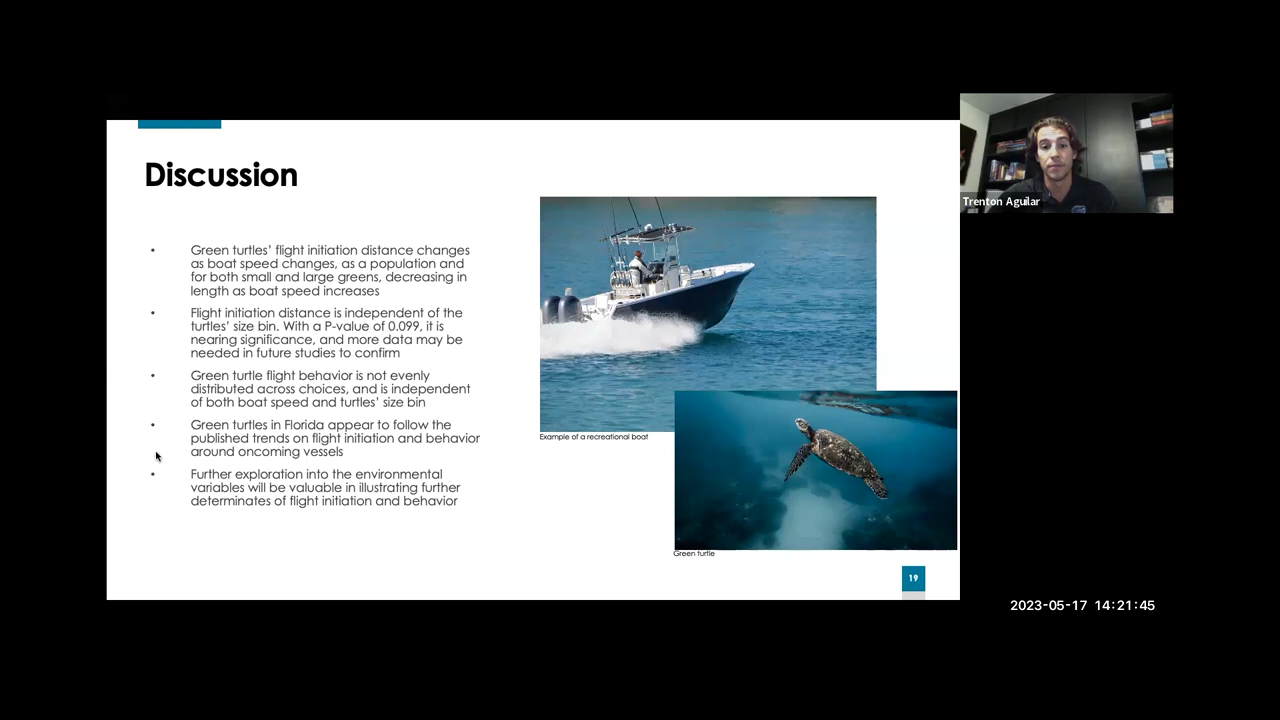 Discussion
• Green turtles’ flight initiation distance changes
as boat speed changes, as a population and
for both small and large greens, decreasing in
length as boat speed increases
• Flight initiation distance is independent of the
turtles’ size bin. With a P-value of 0.099, it is
nearing significance, and more data may be
needed in future studies to confirm
• Green turtle flight behavior is not evenly
distributed across choices, and is independent
of both boat speed and turtles’ size bin
• Green turtles in Florida appear to follow the
published trends on flight initiation and behavior
around oncoming vessels
• Further exploration into the environmental
variables will be valuable in illustrating further
determinates of flight initiation and behavior
Example of a recreational boat
Green turtle
19
Trenton Aguilar
2023-05-17 14:21:45